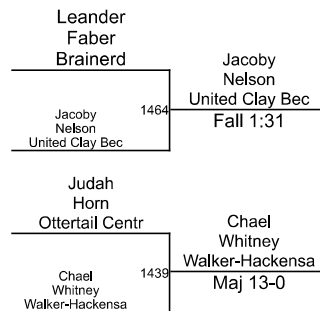 Leander
Faber
Brainerd
Jacoby
Nelson
United Clay Bec
1464
Jacoby
Nelson
United Clay Bec
Fall 1:31
Judah
Horn
Ottertail Centr
Chael
Whitney
Walker-Hackensa
1439
Chael
Whitney
Walker-Hackensa
Maj 13-0